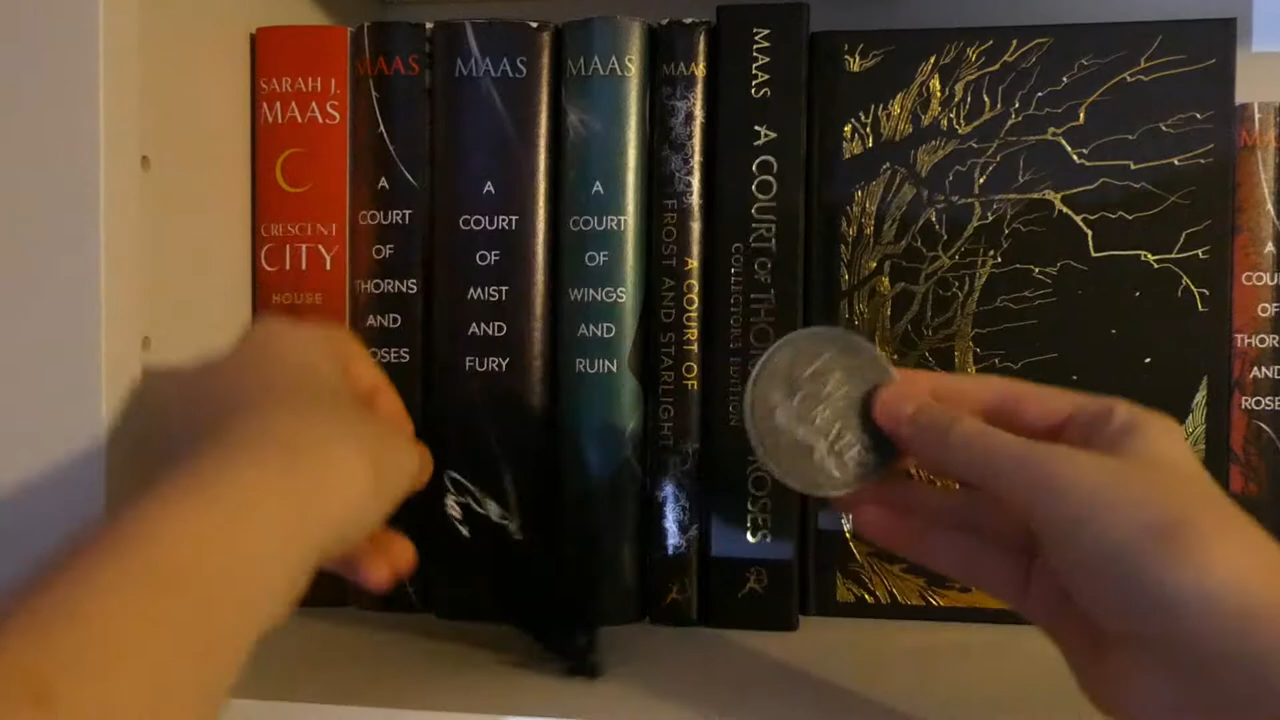 SARAH J.
MAAS
CRESCENT
CITY
HOUSE
MAAS
A
COURT
OF
THORNS
AND
OSES
MAAS
A
COURT
OF
MIST
AND
FURY
MAAS
A
COURT
OF
WINGS
AND
RUIN
MAAS
A COURT OF
FROST AND STARLIGHT
MAAS A COURT OF THO ROSES
COLLECTOR'S EDITION
A
COU
OF
THOR
AND
ROSE